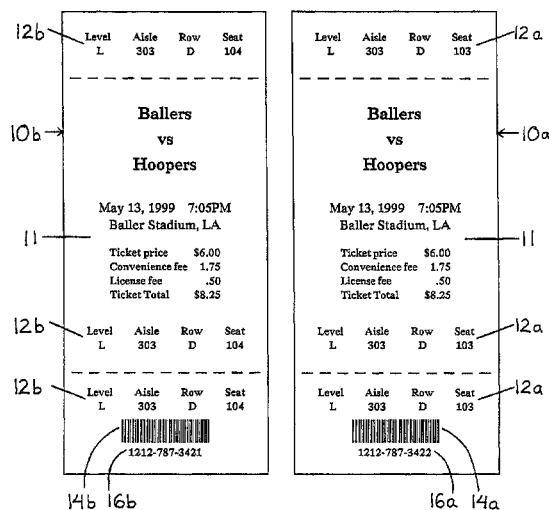 12b
Level Aisle Row Seat
L 303 D 104
10b
Ballers
vs
Hoopers
May 13, 1999 7:05PM
Baller Stadium, LA
11
Ticket price $6.00
Convenience fee 1.75
License fee .50
Ticket Total $8.25
12b
Level Aisle Row Seat
L 303 D 104
12b
Level Aisle Row Seat
L 303 D 104
1212-787-3421
14b 16b
Level Aisle Row Seat
L 303 D 103
12a
Ballers
vs
Hoopers
10a
May 13, 1999 7:05PM
Baller Stadium, LA
11
Ticket price $6.00
Convenience fee 1.75
License fee .50
Ticket Total $8.25
Level Aisle Row Seat
L 303 D 103
12a
Level Aisle Row Seat
L 303 D 103
12a
1212-787-3422
16a 14a